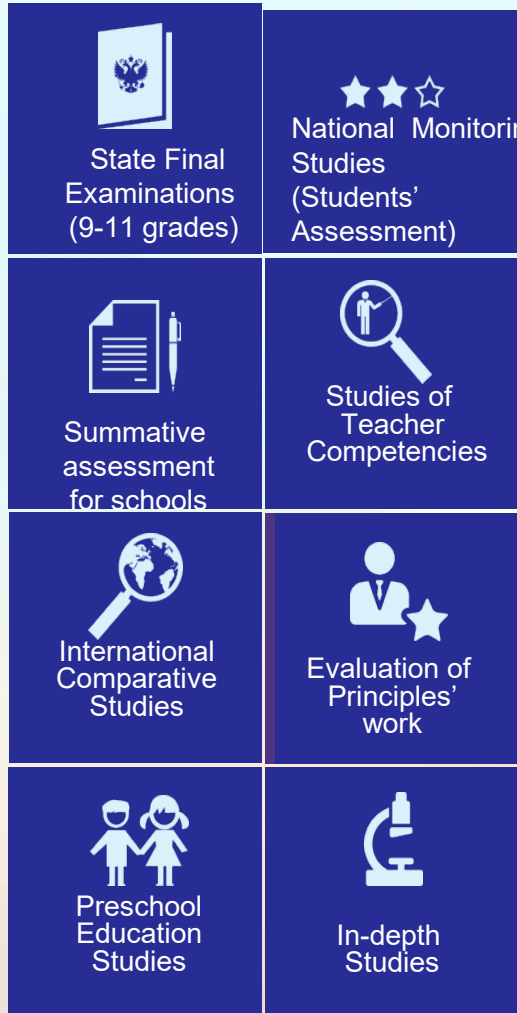 State Final
Examinations
(9-11 grades)
National Monitorin
Studies
(Students’
Assessment)
Summative
assessment
for schools
Studies of
Teacher
Competencies
International
Comparative
Studies
Evaluation of
Principles’
work
Preschool
Education
Studies
In-depth
Studies